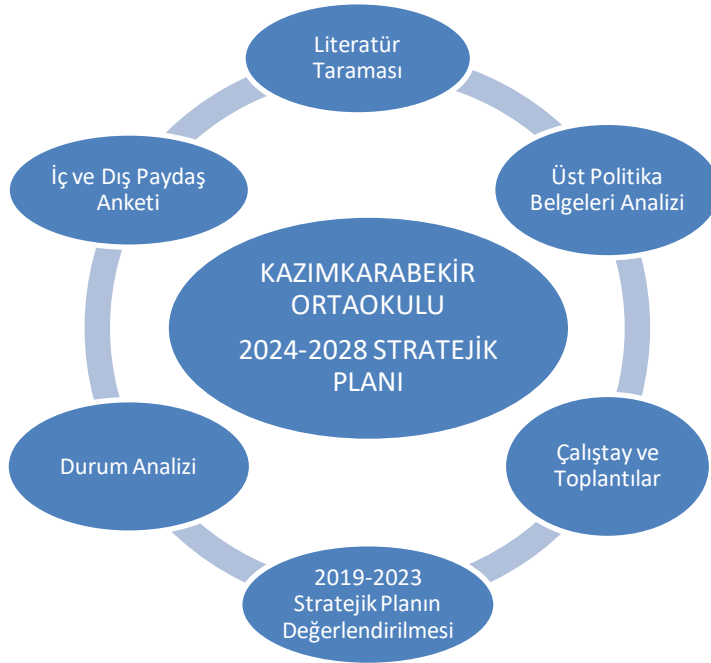 Literatür
Taraması
Üst Politika
Belgeleri Analizi
Çalıştay ve
Toplantılar
2019-2023
Stratejik Planın
Değerlendirilmesi
Durum Analizi
İç ve Dış Paydaş
Anketi
KAZIMKARABEKİR
ORTAOKULU
2024-2028 STRATEJİK
PLANI